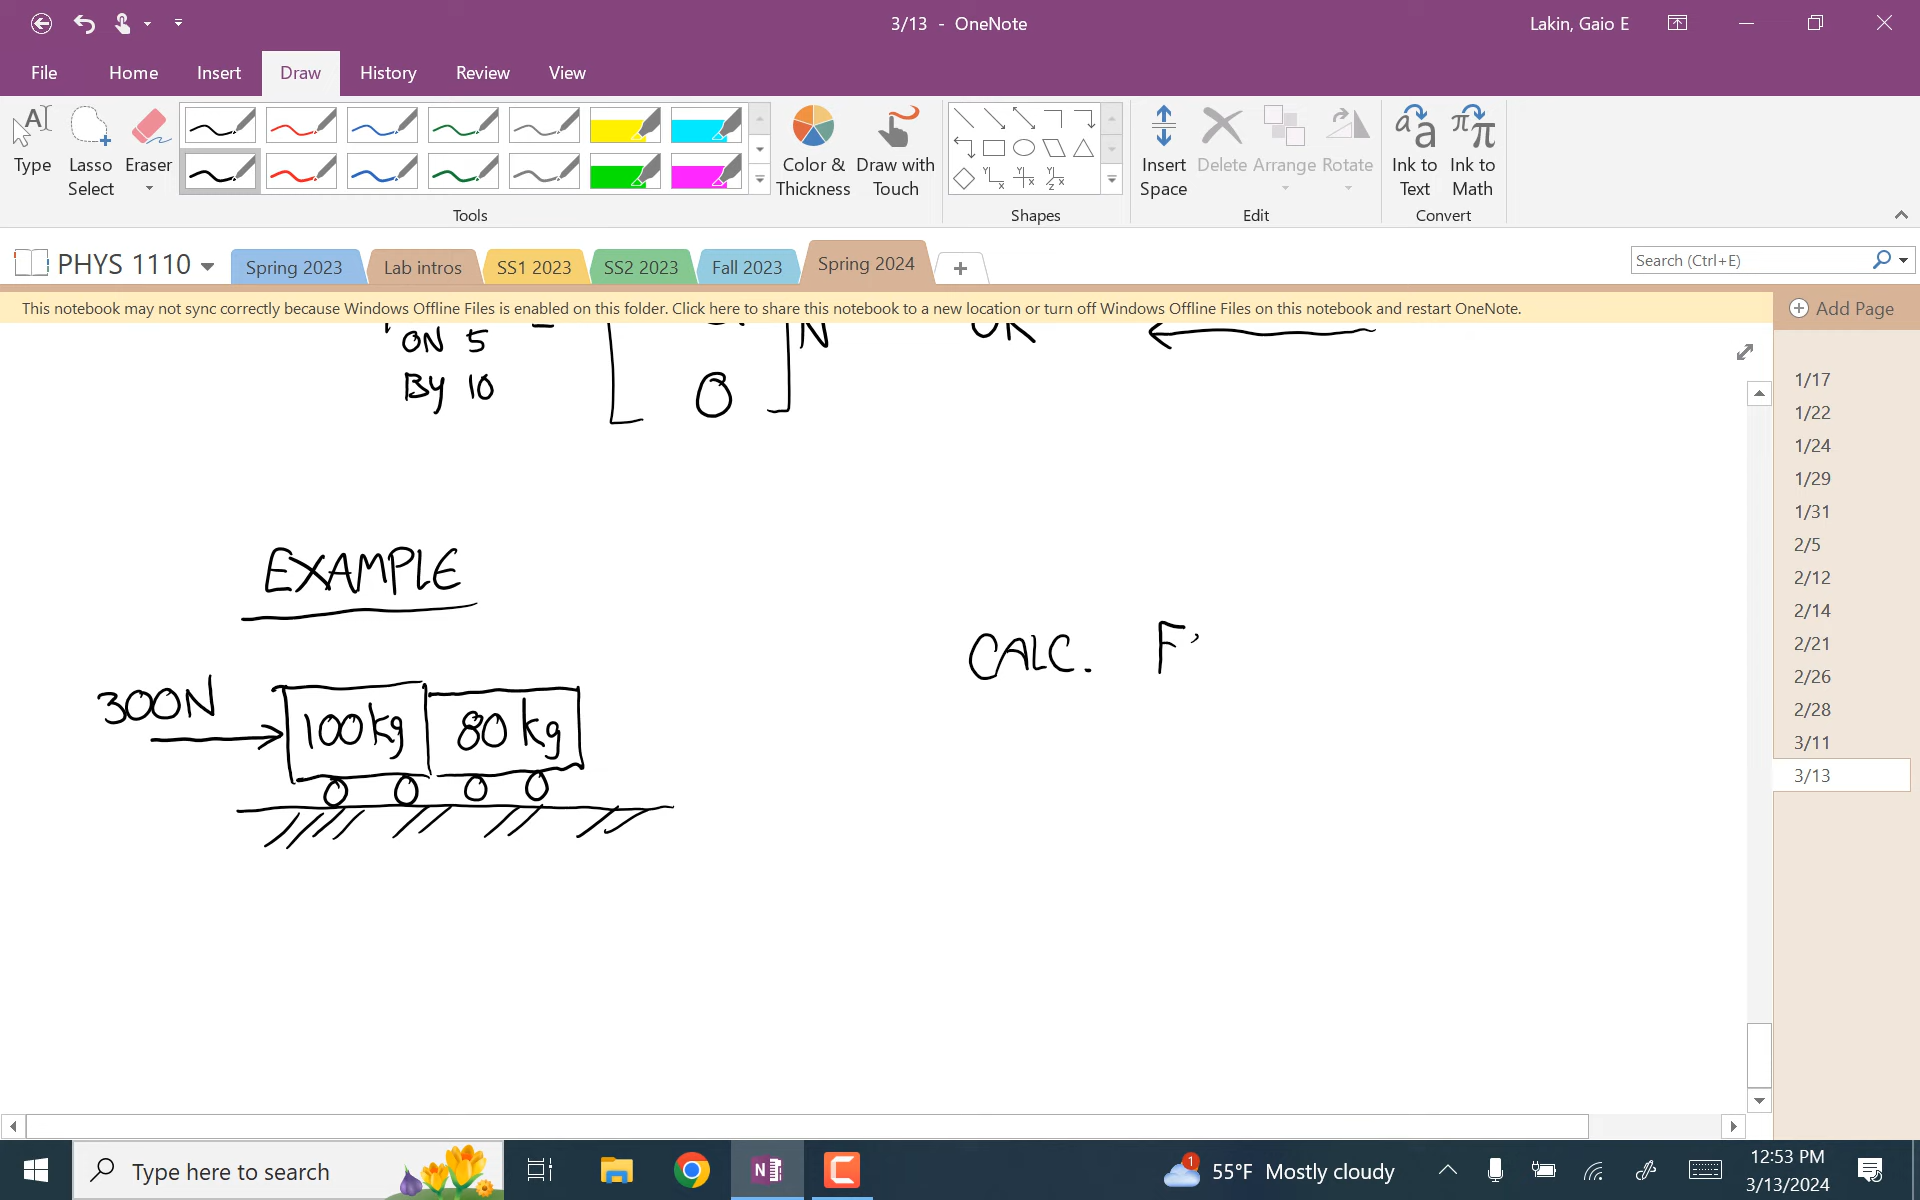 3/13 - OneNote
Lakin, Gaio E
File Home Insert Draw History Review View
Type
Lasso Select
Eraser
Color & Thickness
Draw with Touch
Insert Space
Delete
Arrange
Rotate
Ink to Text
Ink to Math
Tools
Shapes
Edit
Convert
PHYS 1110
Spring 2023
Lab intros
SS1 2023
SS2 2023
Fall 2023
Spring 2024
Search (Ctrl+E)
This notebook may not sync correctly because Windows Offline Files is enabled on this folder. Click here to share this notebook to a new location or turn off Windows Offline Files on this notebook and restart OneNote.
Add Page
1/17
1/22
1/24
1/29
1/31
2/5
2/12
2/14
2/21
2/26
2/28
3/11
3/13
ON 5
N
OR
By 10
0
EXAMPLE
CALC. F
300N
100kg
80 kg
Type here to search
1
55°F Mostly cloudy
12:53 PM
3/13/2024